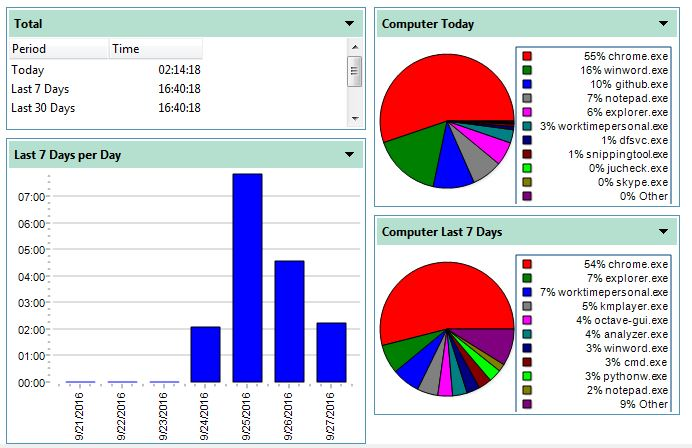 Total
Period Time
Today 02:14:18
Last 7 Days 16:40:18
Last 30 Days 16:40:18
Last 7 Days per Day
07:00
06:00
05:00
04:00
03:00
02:00
01:00
00:00
9/21/2016
9/22/2016
9/23/2016
9/24/2016
9/25/2016
9/26/2016
9/27/2016
Computer Today
55% chrome.exe
16% winword.exe
10% github.exe
7% notepad.exe
6% explorer.exe
3% worktimepersonal.exe
1% dfsvc.exe
1% snippingtool.exe
0% jucheck.exe
0% skype.exe
0% Other
Computer Last 7 Days
54% chrome.exe
7% explorer.exe
7% worktimepersonal.exe
5% kmplayer.exe
4% octave-gui.exe
4% analyzer.exe
3% winword.exe
3% cmd.exe
3% pythonw.exe
2% notepad.exe
9% Other